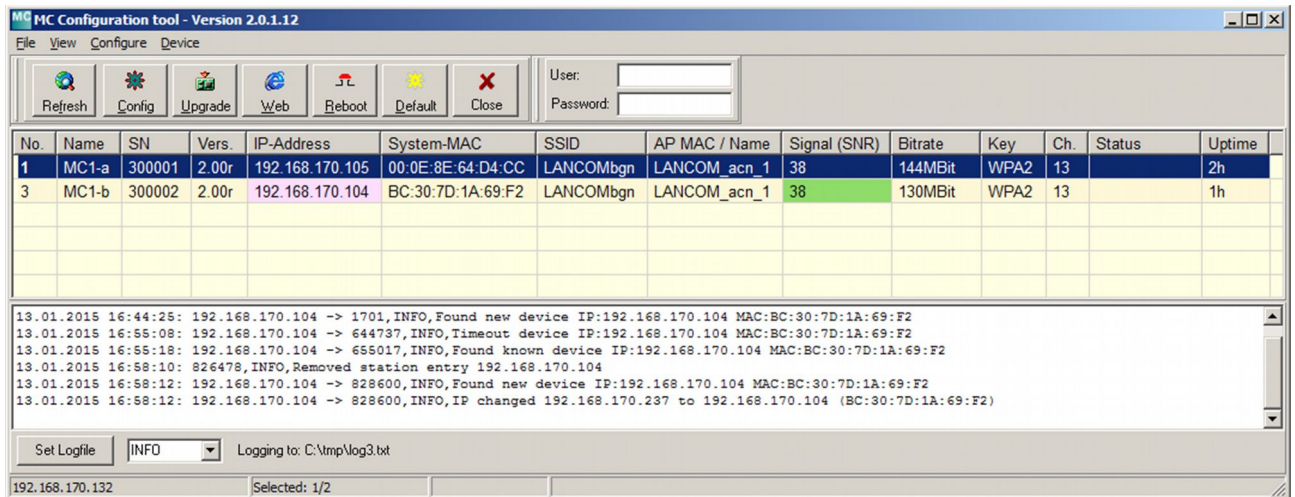 MC MC Configuration tool - Version 2.0.1.12
File View Configure Device
Refresh Config Upgrade Web Reboot Default Close
User:
Password:
No. Name SN Vers. IP-Address System-MAC SSID AP MAC / Name Signal (SNR) Bitrate Key Ch. Status Uptime
1 MC1-a 300001 2.00r 192.168.170.105 00:0E:8E:64:D4:CC LANCOMbgn LANCOM_acn_1 38 144MBit WPA2 13 2h
3 MC1-b 300002 2.00r 192.168.170.104 BC:30:7D:1A:69:F2 LANCOMbgn LANCOM_acn_1 38 130MBit WPA2 13 1h
13.01.2015 16:44:25: 192.168.170.104 -> 1701,INFO,Found new device IP:192.168.170.104 MAC:BC:30:7D:1A:69:F2
13.01.2015 16:55:08: 192.168.170.104 -> 644737,INFO,Timeout device IP:192.168.170.104 MAC:BC:30:7D:1A:69:F2
13.01.2015 16:55:18: 192.168.170.104 -> 655017,INFO,Found known device IP:192.168.170.104 MAC:BC:30:7D:1A:69:F2
13.01.2015 16:58:10: 826478,INFO,Removed station entry 192.168.170.104
13.01.2015 16:58:12: 192.168.170.104 -> 828600,INFO,Found new device IP:192.168.170.104 MAC:BC:30:7D:1A:69:F2
13.01.2015 16:58:12: 192.168.170.104 -> 828600,INFO,IP changed 192.168.170.237 to 192.168.170.104 (BC:30:7D:1A:69:F2)
Set Logfile INFO Logging to: C:\tmp\log3.txt
192.168.170.132 Selected: 1/2